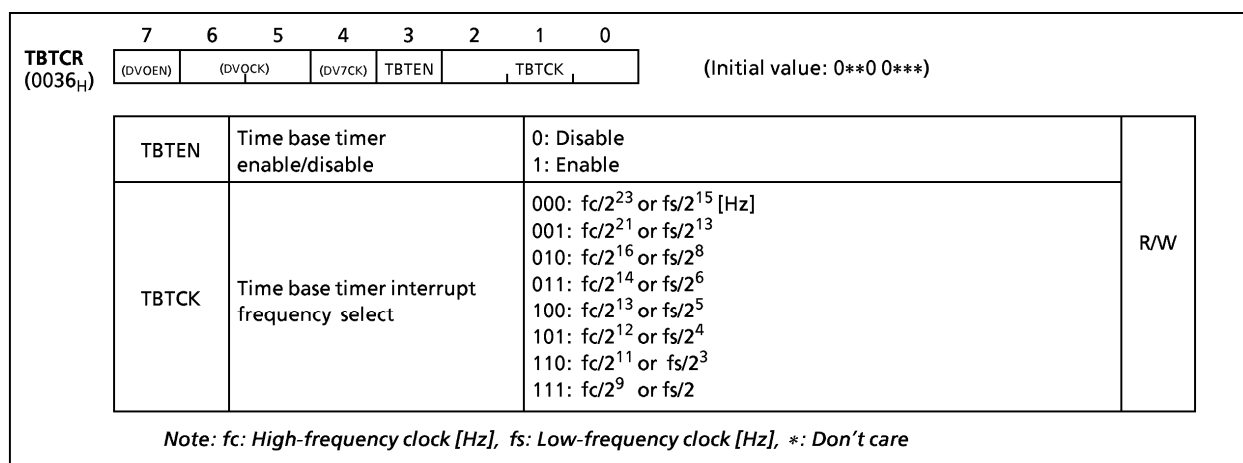 7 6 5 4 3 2 1 0
TBTCR
(0036H)
(DVOEN) (DVOCK) (DV7CK) TBTEN TBTCK (Initial value: 0**0 0***)
TBTEN
Time base timer
enable/disable
0: Disable
1: Enable
TBTCK
Time base timer interrupt
frequency select
000: fc/2^23 or fs/2^15 [Hz]
001: fc/2^21 or fs/2^13
010: fc/2^16 or fs/2^8
011: fc/2^14 or fs/2^6
100: fc/2^13 or fs/2^5
101: fc/2^12 or fs/2^4
110: fc/2^11 or fs/2^3
111: fc/2^9 or fs/2
R/W
Note: fc: High-frequency clock [Hz], fs: Low-frequency clock [Hz], *: Don't care